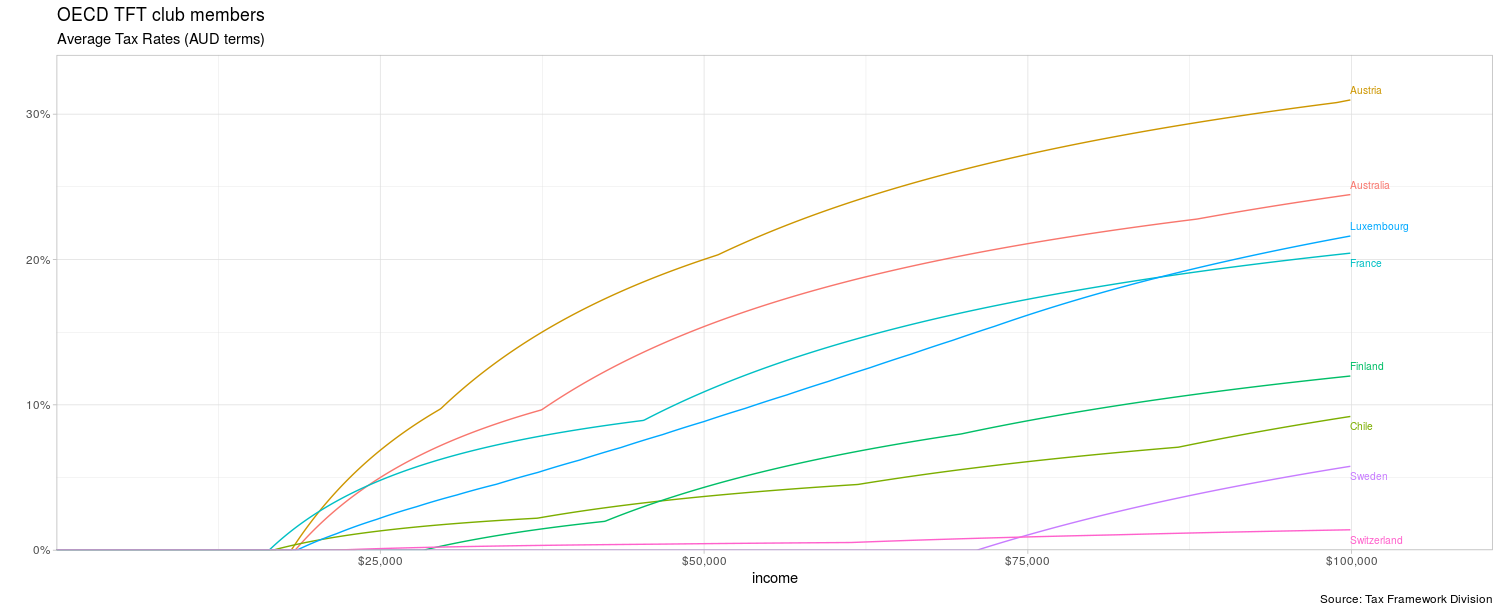 OECD TFT club members
Average Tax Rates (AUD terms)
30%
20%
10%
0%
Austria
Australia
Luxembourg
France
Finland
Chile
Sweden
Switzerland
$25,000
$50,000
$75,000
$100,000
income
Source: Tax Framework Division